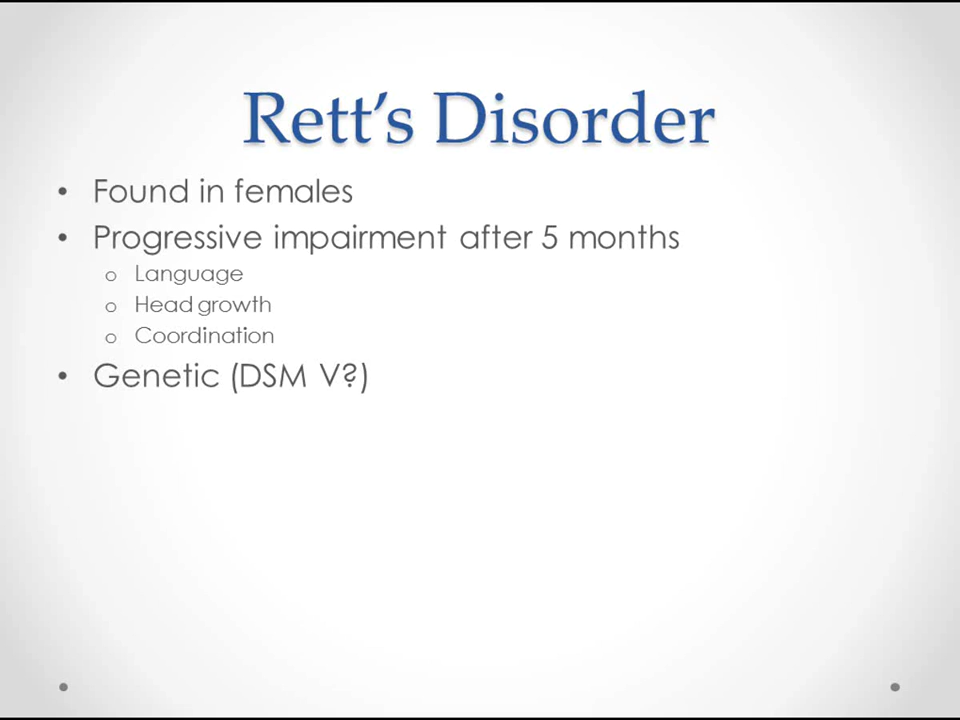 Rett’s Disorder
• Found in females
• Progressive impairment after 5 months
o Language
o Head growth
o Coordination
• Genetic (DSM V?)